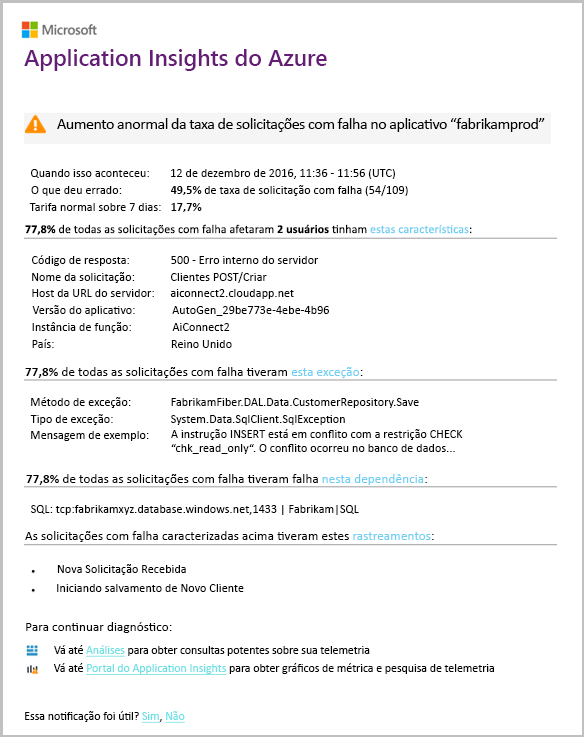 Microsoft
Application Insights do Azure
Aumento anormal da taxa de solicitações com falha no aplicativo “fabrikamprod”
Quando isso aconteceu: 12 de dezembro de 2016, 11:36 - 11:56 (UTC)
O que deu errado: 49,5% de taxa de solicitação com falha (54/109)
Tarifa normal sobre 7 dias: 17,7%
77,8% de todas as solicitações com falha afetaram 2 usuários tinham estas características:
Código de resposta: 500 - Erro interno do servidor
Nome da solicitação: Clientes POST/Criar
Host da URL do servidor: aiconnect2.cloudapp.net
Versão do aplicativo: AutoGen_29be773e-4ebe-4b96
Instância de função: AiConnect2
País: Reino Unido
77,8% de todas as solicitações com falha tiveram esta exceção:
Método de exceção: FabrikamFiber.DAL.Data.CustomerRepository.Save
Tipo de exceção: System.Data.SqlClient.SqlException
Mensagem de exemplo: A instrução INSERT está em conflito com a restrição CHECK
“chk_read_only“. O conflito ocorreu no banco de dados...
77,8% de todas as solicitações com falha tiveram falha nesta dependência:
SQL: tcp:fabrikamxyz.database.windows.net,1433 | Fabrikam|SQL
As solicitações com falha caracterizadas acima tiveram estes rastreamentos:
• Nova Solicitação Recebida
• Iniciando salvamento de Novo Cliente
Para continuar diagnóstico:
Vá até Análises para obter consultas potentes sobre sua telemetria
Vá até Portal do Application Insights para obter gráficos de métrica e pesquisa de telemetria
Essa notificação foi útil? Sim, Não